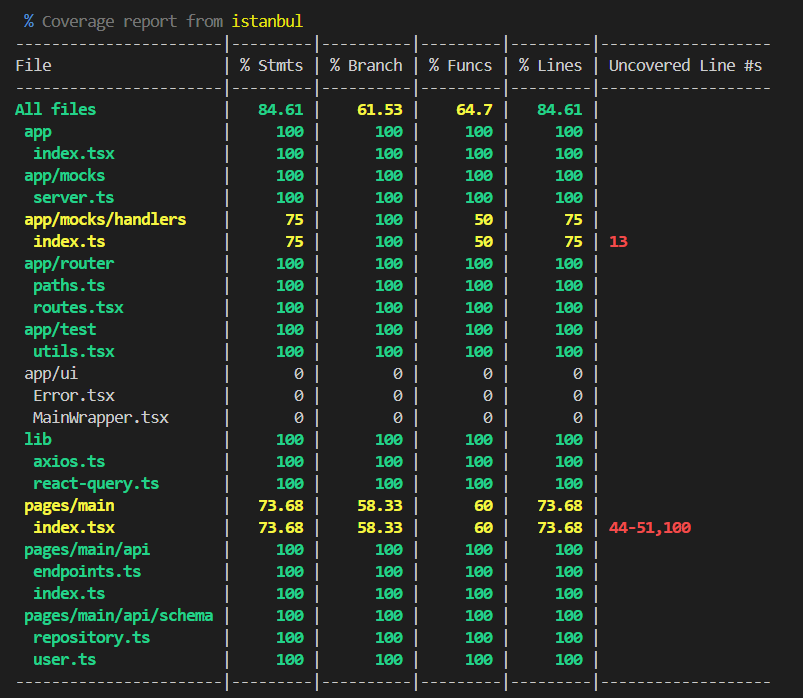 % Coverage report from istanbul
-----------------------|---------|----------|---------|---------|-------------------
File                   | % Stmts | % Branch | % Funcs | % Lines | Uncovered Line #s
-----------------------|---------|----------|---------|---------|-------------------
All files              |   84.61 |    61.53 |    64.7 |   84.61 |
 app                   |     100 |      100 |     100 |     100 |
  index.tsx            |     100 |      100 |     100 |     100 |
 app/mocks             |     100 |      100 |     100 |     100 |
  server.ts            |     100 |      100 |     100 |     100 |
 app/mocks/handlers    |      75 |      100 |      50 |      75 |
  index.ts             |      75 |      100 |      50 |      75 | 13
 app/router            |     100 |      100 |     100 |     100 |
  paths.ts             |     100 |      100 |     100 |     100 |
  routes.tsx           |     100 |      100 |     100 |     100 |
 app/test              |     100 |      100 |     100 |     100 |
  utils.tsx            |     100 |      100 |     100 |     100 |
 app/ui                |       0 |        0 |       0 |       0 |
  Error.tsx            |       0 |        0 |       0 |       0 |
  MainWrapper.tsx      |       0 |        0 |       0 |       0 |
 lib                   |     100 |      100 |     100 |     100 |
  axios.ts             |     100 |      100 |     100 |     100 |
  react-query.ts       |     100 |      100 |     100 |     100 |
 pages/main            |   73.68 |    58.33 |      60 |   73.68 |
  index.tsx            |   73.68 |    58.33 |      60 |   73.68 | 44-51,100
 pages/main/api        |     100 |      100 |     100 |     100 |
  endpoints.ts         |     100 |      100 |     100 |     100 |
  index.ts             |     100 |      100 |     100 |     100 |
 pages/main/api/schema |     100 |      100 |     100 |     100 |
  repository.ts        |     100 |      100 |     100 |     100 |
  user.ts              |     100 |      100 |     100 |     100 |
-----------------------|---------|----------|---------|---------|-------------------